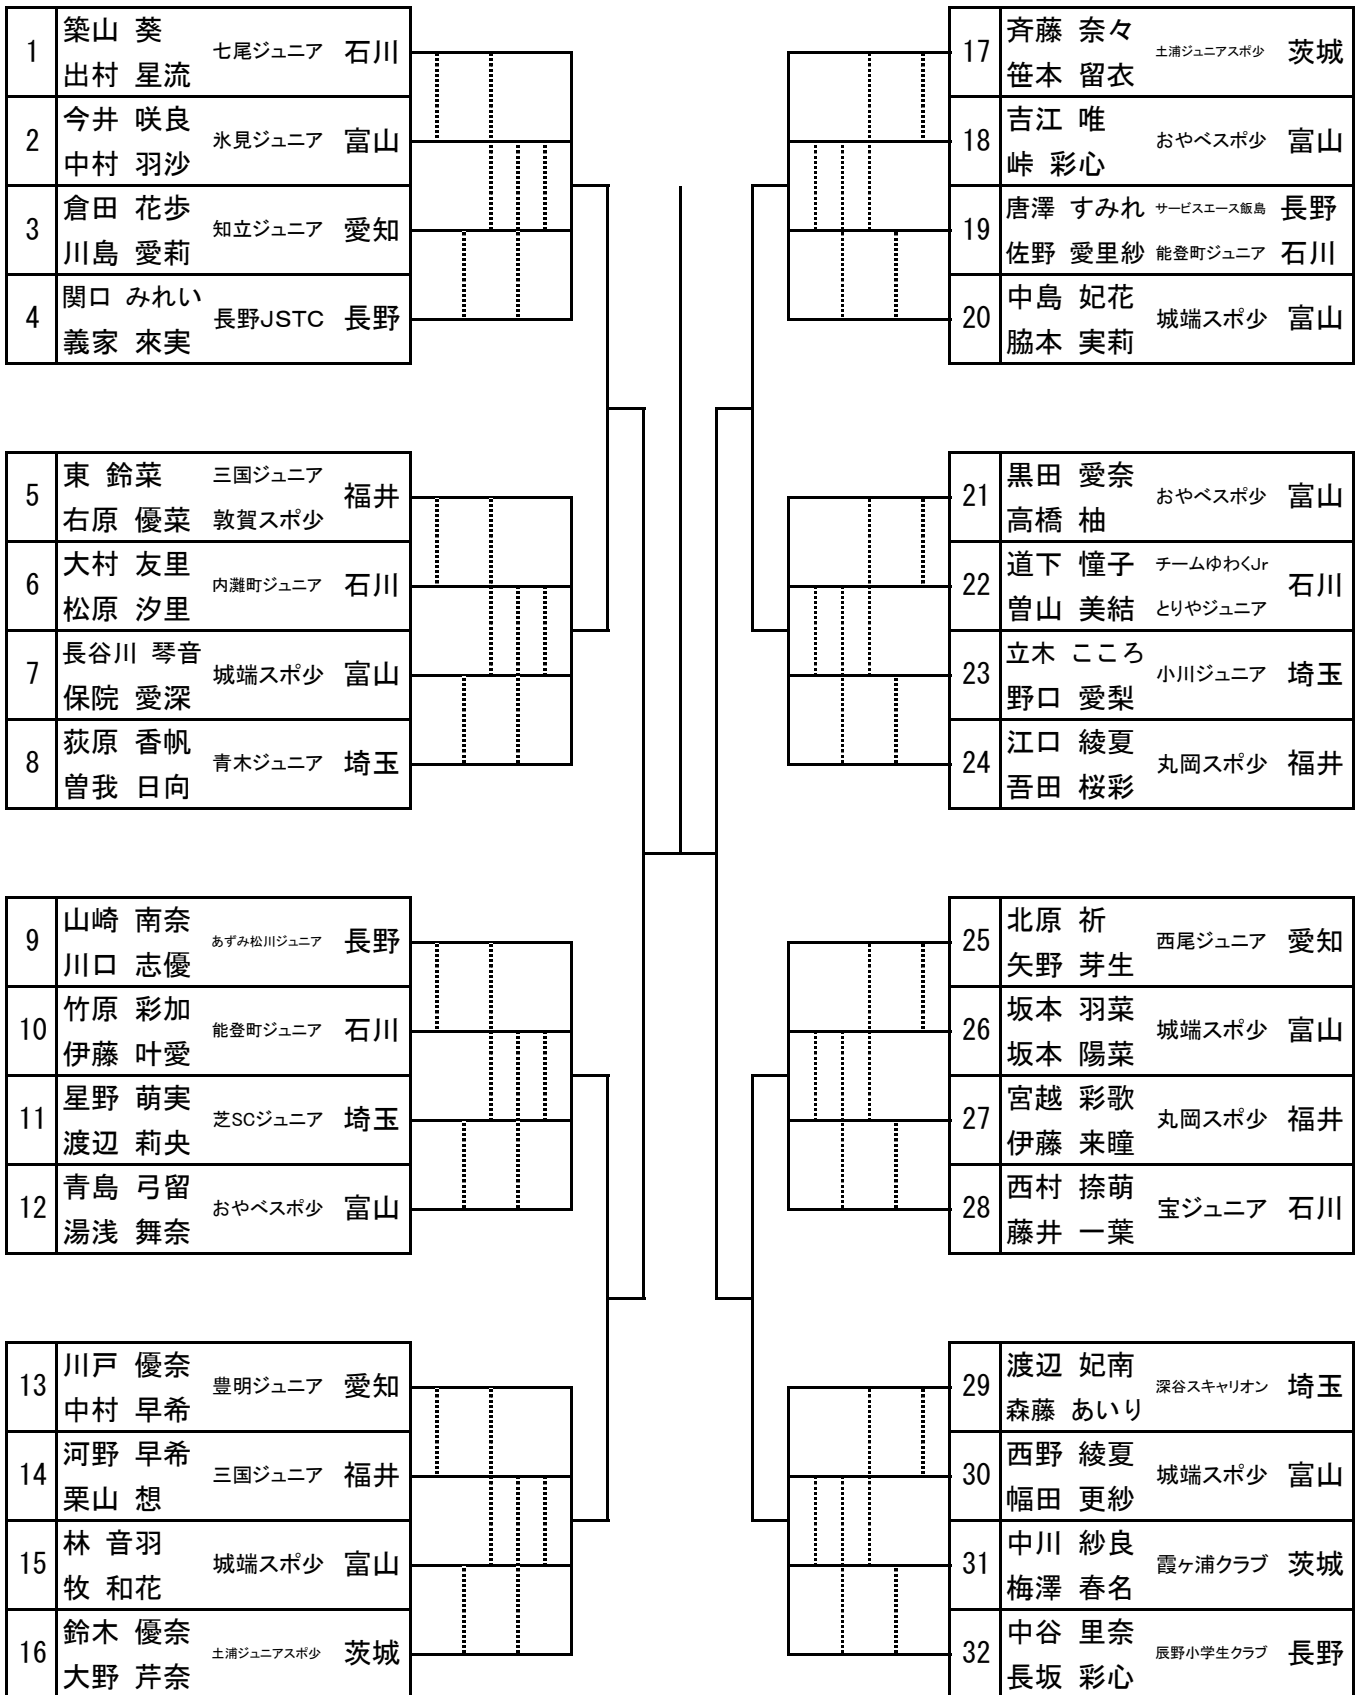 1 築山 葵 七尾ジュニア 石川
出村 星流
2 今井 咲良 氷見ジュニア 富山
中村 羽沙
3 倉田 花歩 知立ジュニア 愛知
川島 愛莉
4 関口 みれい 長野JSTC 長野
義家 來実
5 東 鈴菜 三国ジュニア 福井
右原 優菜 敦賀スポ少
6 大村 友里 内灘町ジュニア 石川
松原 汐里
7 長谷川 琴音 城端スポ少 富山
保院 愛深
8 荻原 香帆 青木ジュニア 埼玉
曽我 日向
9 山崎 南奈 あずみ松川ジュニア 長野
川口 志優
10 竹原 彩加 能登町ジュニア 石川
伊藤 叶愛
11 星野 萌実 芝SCジュニア 埼玉
渡辺 莉央
12 青島 弓留 おやべスポ少 富山
湯浅 舞奈
13 川戸 優奈 豊明ジュニア 愛知
中村 早希
14 河野 早希 三国ジュニア 福井
栗山 想
15 林 音羽 城端スポ少 富山
牧 和花
16 鈴木 優奈 土浦ジュニアスポ少 茨城
大野 芹奈
17 斉藤 奈々 土浦ジュニアスポ少 茨城
笹本 留衣
18 吉江 唯 おやべスポ少 富山
峠 彩心
19 唐澤 すみれ サービスエース飯島 長野
佐野 愛里紗 能登町ジュニア 石川
20 中島 妃花 城端スポ少 富山
脇本 実莉
21 黒田 愛奈 おやべスポ少 富山
高橋 柚
22 道下 憧子 チームゆわくJr 石川
曽山 美結 とりやジュニア
23 立木 こころ 小川ジュニア 埼玉
野口 愛梨
24 江口 綾夏 丸岡スポ少 福井
吾田 桜彩
25 北原 祈 西尾ジュニア 愛知
矢野 芽生
26 坂本 羽菜 城端スポ少 富山
坂本 陽菜
27 宮越 彩歌 丸岡スポ少 福井
伊藤 来瞳
28 西村 捺萌 宝ジュニア 石川
藤井 一葉
29 渡辺 妃南 深谷スキャリオン 埼玉
森藤 あいり
30 西野 綾夏 城端スポ少 富山
幅田 更紗
31 中川 紗良 霞ヶ浦クラブ 茨城
梅澤 春名
32 中谷 里奈 辰野小学生クラブ 長野
長坂 彩心